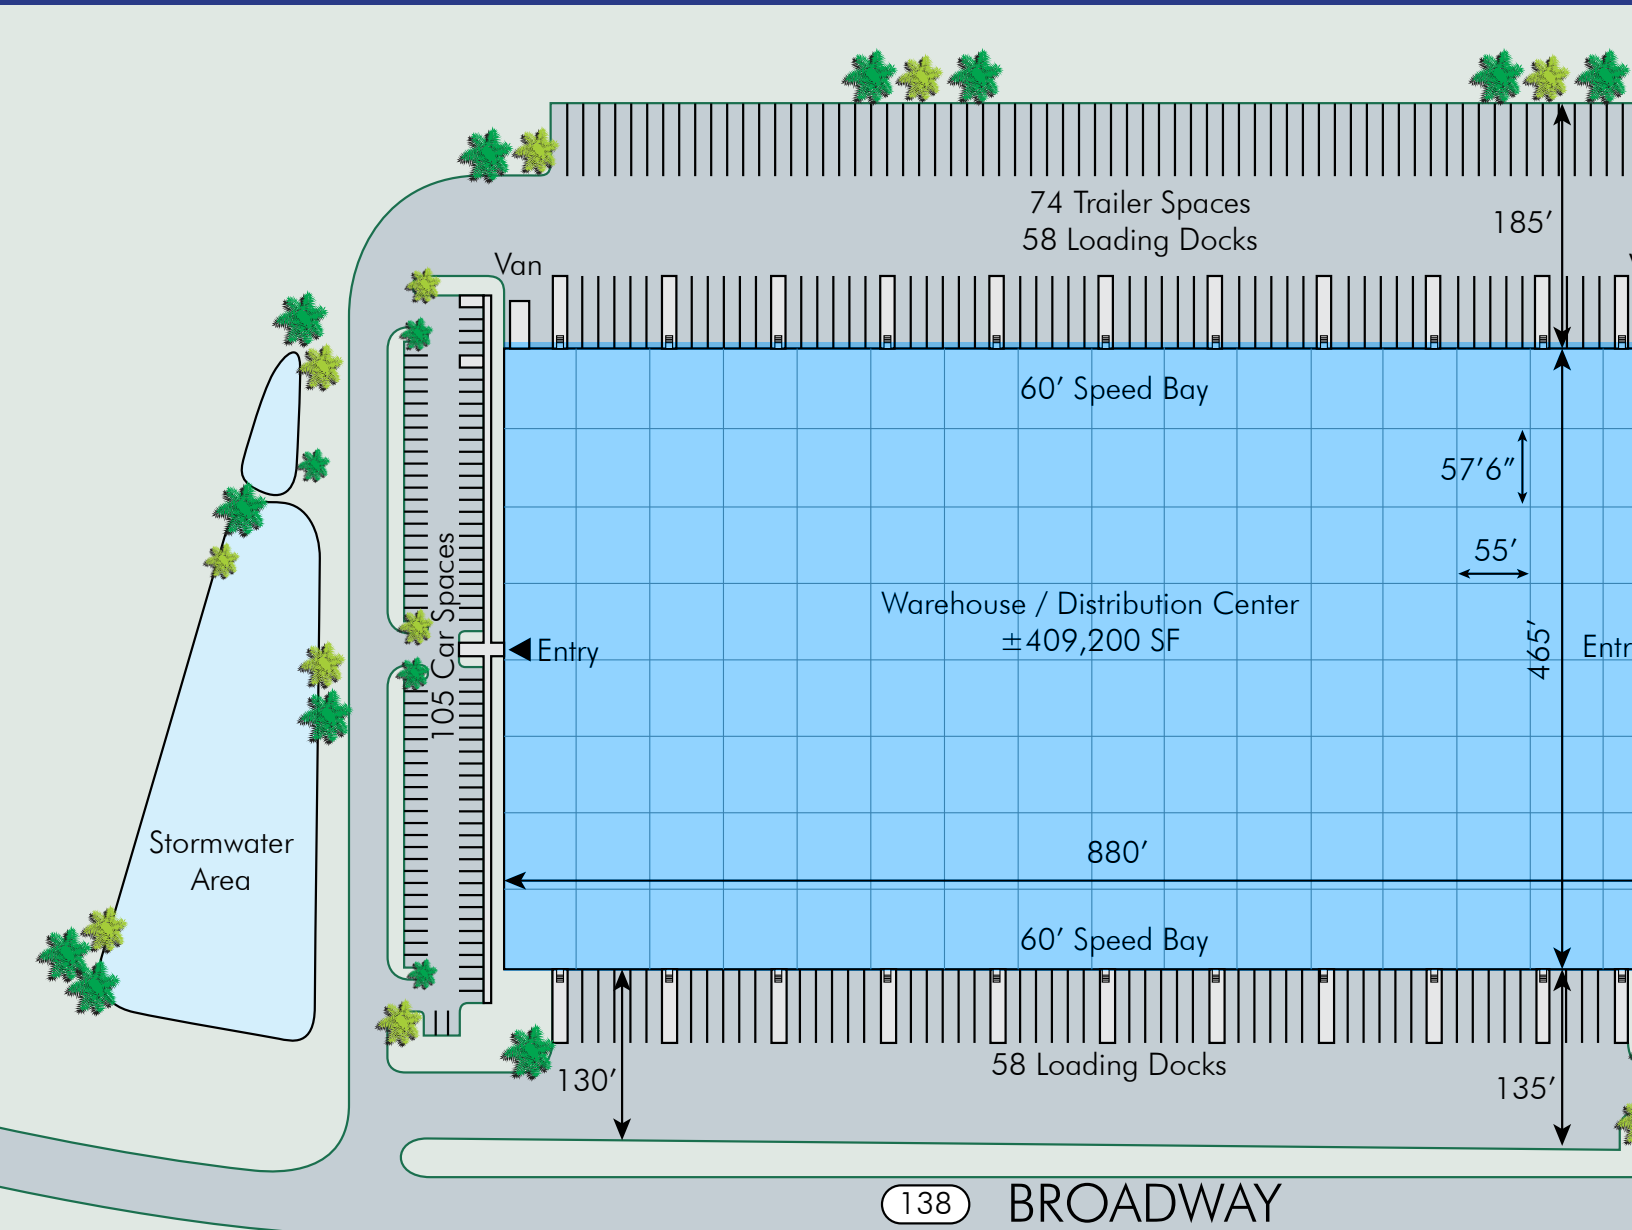 74 Trailer Spaces
58 Loading Docks
185’
Van
60’ Speed Bay
57’6”
55’
Warehouse / Distribution Center
±409,200 SF
465’
Entry
Entr
105 Car Spaces
Stormwater
Area
880’
60’ Speed Bay
58 Loading Docks
130’
135’
138 BROADWAY